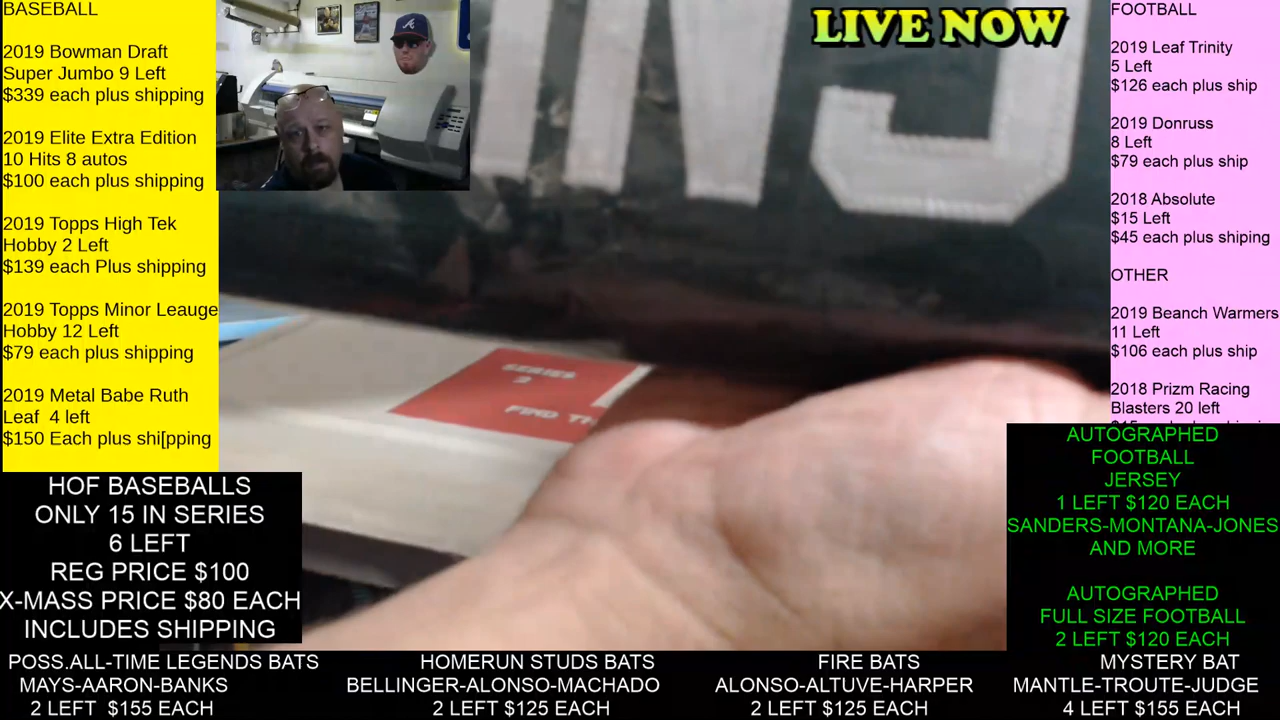 BASEBALL
2019 Bowman Draft
Super Jumbo 9 Left
$339 each plus shipping
2019 Elite Extra Edition
10 Hits 8 autos
$100 each plus shipping
2019 Topps High Tek
Hobby 2 Left
$139 each Plus shipping
2019 Topps Minor Leauge
Hobby 12 Left
$79 each plus shipping
2019 Metal Babe Ruth
Leaf 4 left
$150 Each plus shi[pping
HOF BASEBALLS
ONLY 15 IN SERIES
6 LEFT
REG PRICE $100
X-MASS PRICE $80 EACH
INCLUDES SHIPPING
LIVE NOW
SERIES
2
FIND
FOOTBALL
2019 Leaf Trinity
5 Left
$126 each plus ship
2019 Donruss
8 Left
$79 each plus ship
2018 Absolute
$15 Left
$45 each plus shiping
OTHER
2019 Beanch Warmers
11 Left
$106 each plus ship
2018 Prizm Racing
Blasters 20 left
AUTOGRAPHED
FOOTBALL
JERSEY
1 LEFT $120 EACH
SANDERS-MONTANA-JONES
AND MORE
AUTOGRAPHED
FULL SIZE FOOTBALL
2 LEFT $120 EACH
POSS.ALL-TIME LEGENDS BATS
MAYS-AARON-BANKS
2 LEFT $155 EACH
HOMERUN STUDS BATS
BELLINGER-ALONSO-MACHADO
2 LEFT $125 EACH
FIRE BATS
ALONSO-ALTUVE-HARPER
2 LEFT $125 EACH
MYSTERY BAT
MANTLE-TROUTE-JUDGE
4 LEFT $155 EACH